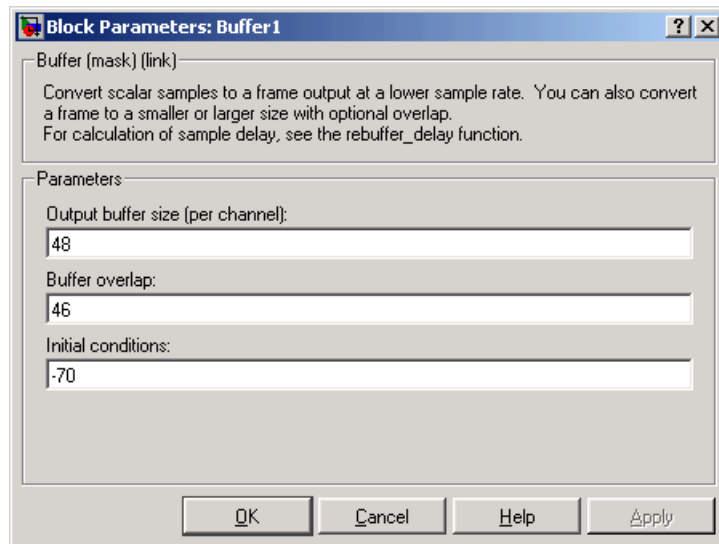 Block Parameters: Buffer1
Buffer (mask) (link)
Convert scalar samples to a frame output at a lower sample rate.  You can also convert
a frame to a smaller or larger size with optional overlap.
For calculation of sample delay, see the rebuffer_delay function.
Parameters
Output buffer size (per channel):
48
Buffer overlap:
46
Initial conditions:
-70
OK Cancel Help Apply